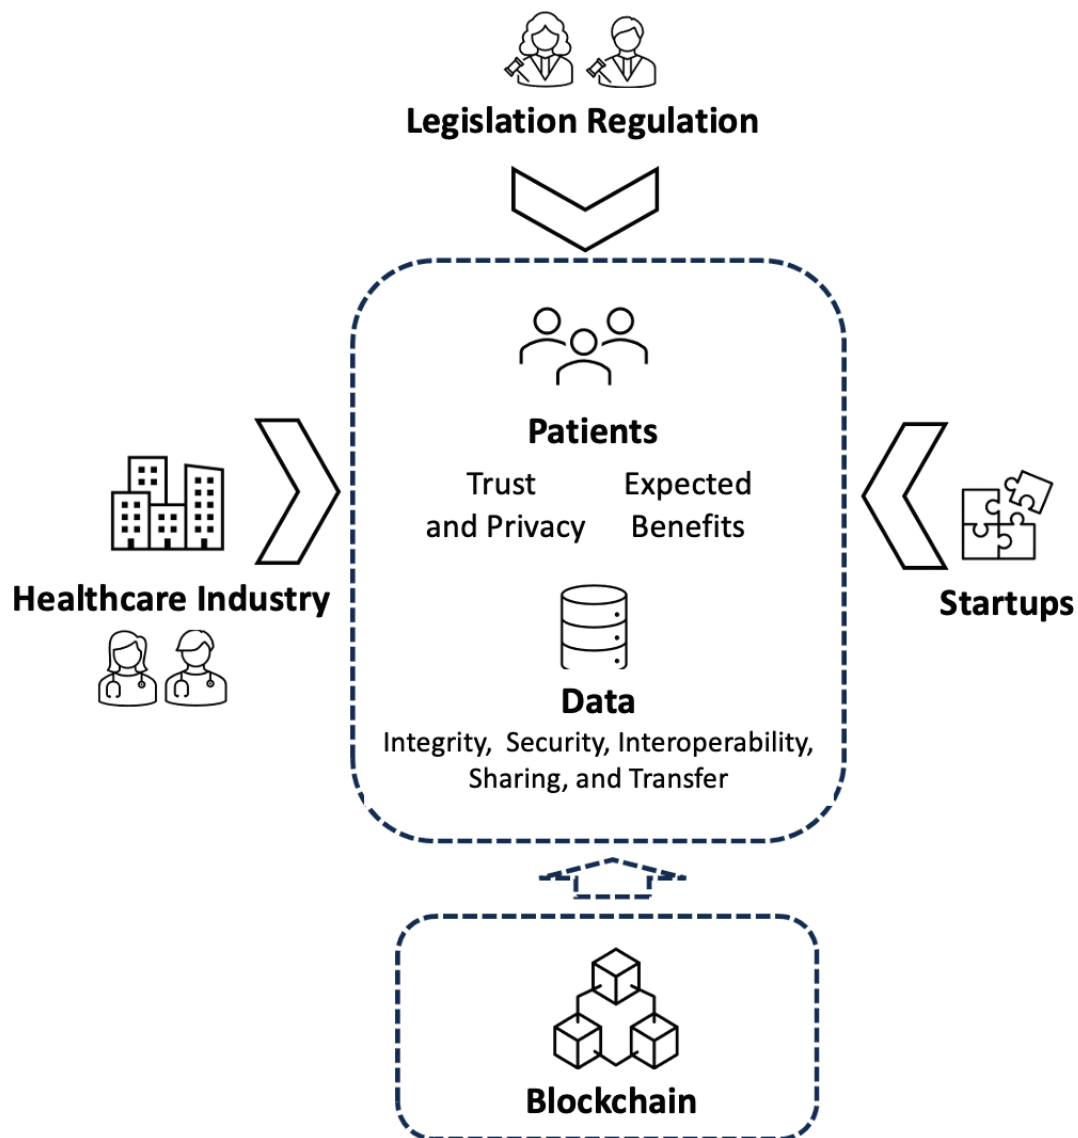 Legislation Regulation
Patients
Trust
and Privacy
Expected
Benefits
Healthcare Industry
Startups
Data
Integrity, Security, Interoperability,
Sharing, and Transfer
Blockchain